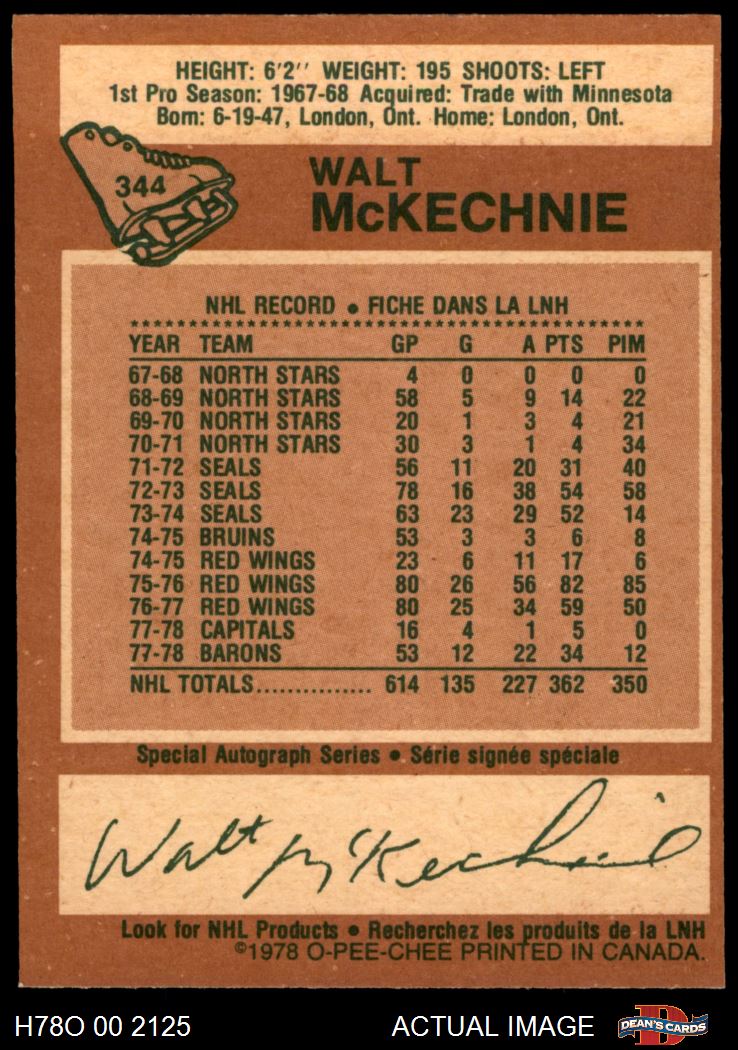 HEIGHT: 6'2'' WEIGHT: 195 SHOOTS: LEFT
1st Pro Season: 1967-68 Acquired: Trade with Minnesota
Born: 6-19-47, London, Ont. Home: London, Ont.
344
WALT
McKECHNIE
NHL RECORD • FICHE DANS LA LNH
YEAR TEAM GP G A PTS PIM
67-68 NORTH STARS 4 0 0 0 0
68-69 NORTH STARS 58 5 9 14 22
69-70 NORTH STARS 20 1 3 4 21
70-71 NORTH STARS 30 3 1 4 34
71-72 SEALS 56 11 20 31 40
72-73 SEALS 78 16 38 54 58
73-74 SEALS 63 23 29 52 14
74-75 BRUINS 53 3 3 6 8
74-75 RED WINGS 23 6 11 17 6
75-76 RED WINGS 80 26 56 82 85
76-77 RED WINGS 80 25 34 59 50
77-78 CAPITALS 16 4 1 5 0
77-78 BARONS 53 12 22 34 12
NHL TOTALS............... 614 135 227 362 350
Special Autograph Series • Série signée spéciale
Walt McKechnie
Look for NHL Products • Recherchez les produits de la LNH
©1978 O-PEE-CHEE PRINTED IN CANADA.
H78O 00 2125 ACTUAL IMAGE D DEAN'S CARDS